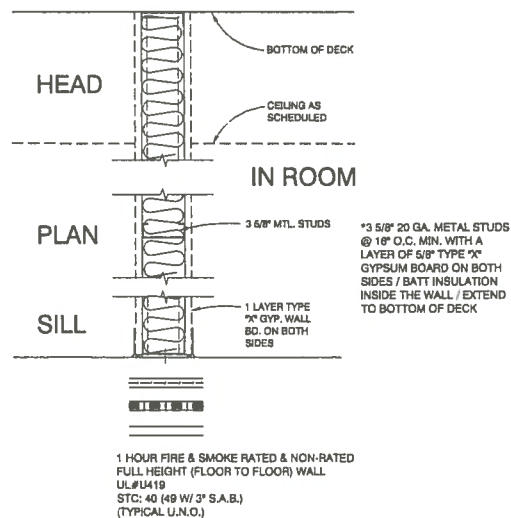 BOTTOM OF DECK
HEAD
CEILING AS
SCHEDULED
IN ROOM
PLAN
3 5/8" MTL. STUDS
*3 5/8" 20 GA. METAL STUDS
@ 16" O.C. MIN. WITH A
LAYER OF 5/8" TYPE "X"
GYPSUM BOARD ON BOTH
SIDES / BATT INSULATION
INSIDE THE WALL / EXTEND
TO BOTTOM OF DECK
SILL
1 LAYER TYPE
"X" GYP. WALL
BD. ON BOTH
SIDES
1 HOUR FIRE & SMOKE RATED & NON-RATED
FULL HEIGHT (FLOOR TO FLOOR) WALL
UL#U419
STC: 40 (49 W/ 3" S.A.B.)
(TYPICAL U.N.O.)